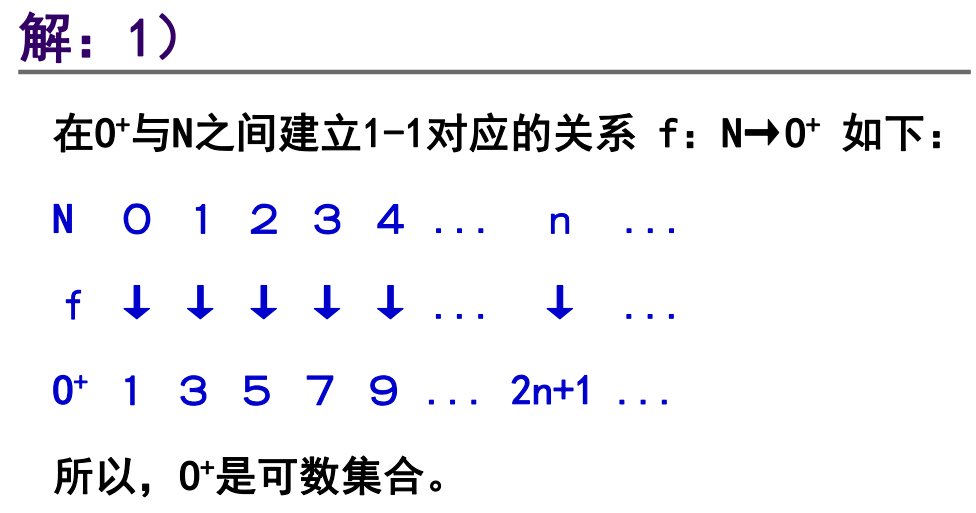 解：1）
在O⁺与N之间建立1-1对应的关系 f：N→O⁺ 如下：
N 0 1 2 3 4 ... n ...
f ↓ ↓ ↓ ↓ ↓ ... ↓ ...
O⁺ 1 3 5 7 9 ... 2n+1 ...
所以，O⁺是可数集合。